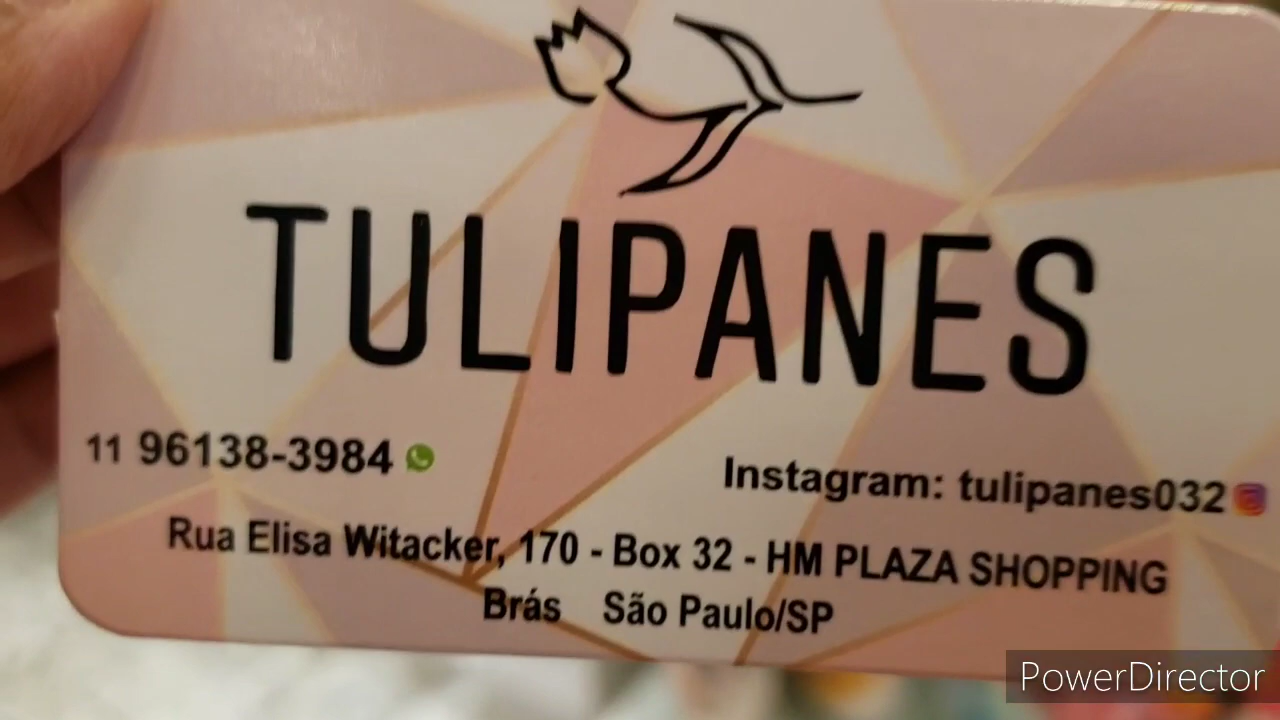 TULIPANES
11 96138-3984
Instagram: tulipanes032
Rua Elisa Witacker, 170 - Box 32 - HM PLAZA SHOPPING
Brás São Paulo/SP
PowerDirector